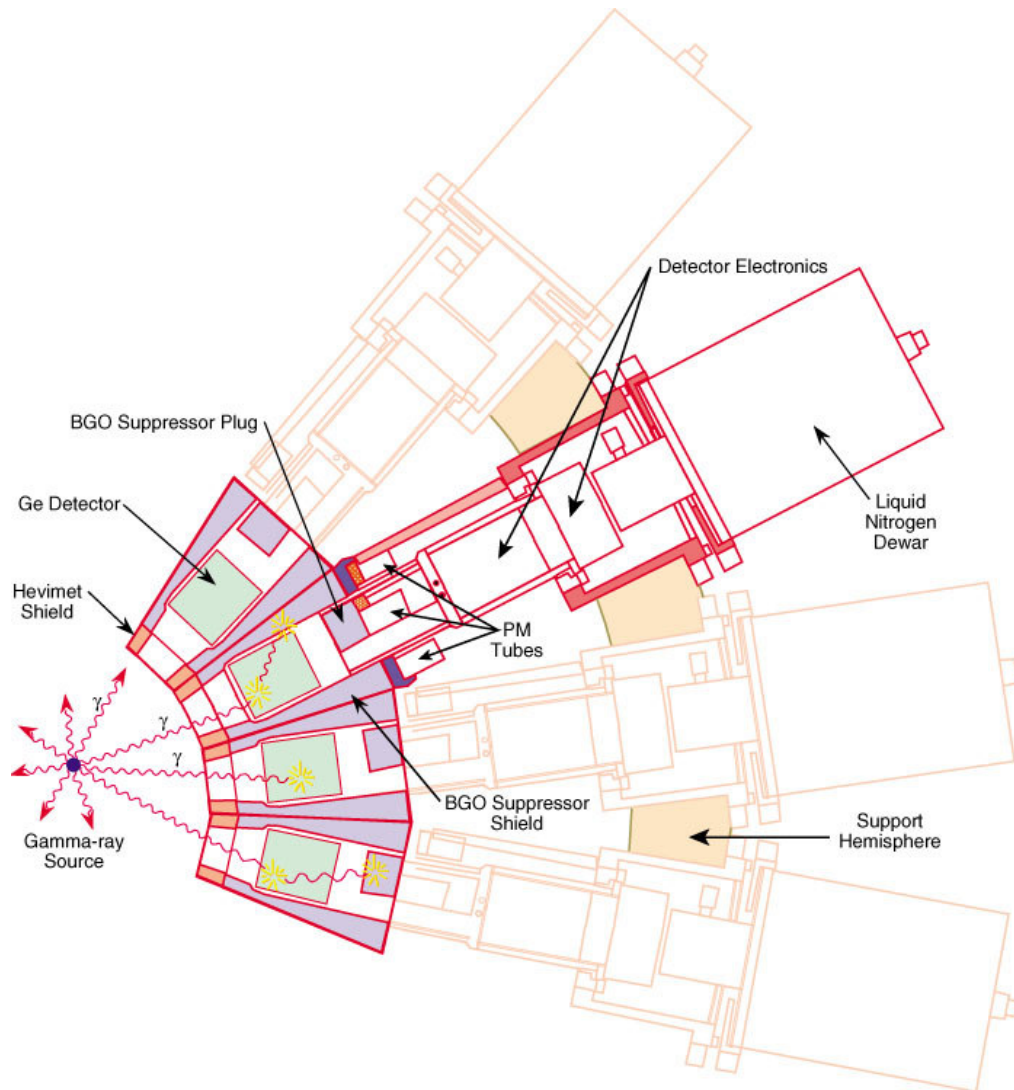 Detector Electronics
BGO Suppressor Plug
Ge Detector
Liquid
Nitrogen
Dewar
Hevimet
Shield
PM
Tubes
γ
γ
γ
BGO Suppressor
Shield
Gamma-ray
Source
Support
Hemisphere